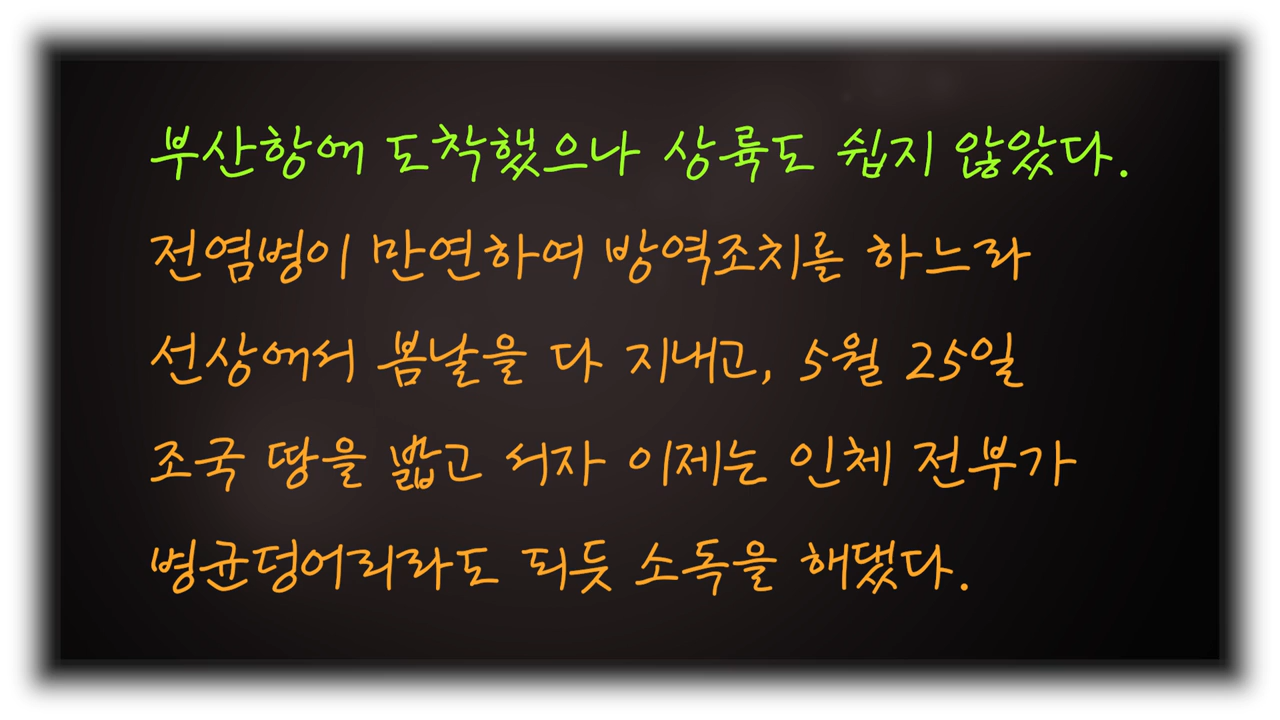 부산항에 도착했으나 상륙도 쉽지 않았다.
전염병이 만연하여 방역조치를 하느라
선상에서 봄날을 다 지내고, 5월 25일
조국 땅을 밟고 서자 이제는 인체 전부가
병균덩어리라도 되듯 소독을 해댔다.